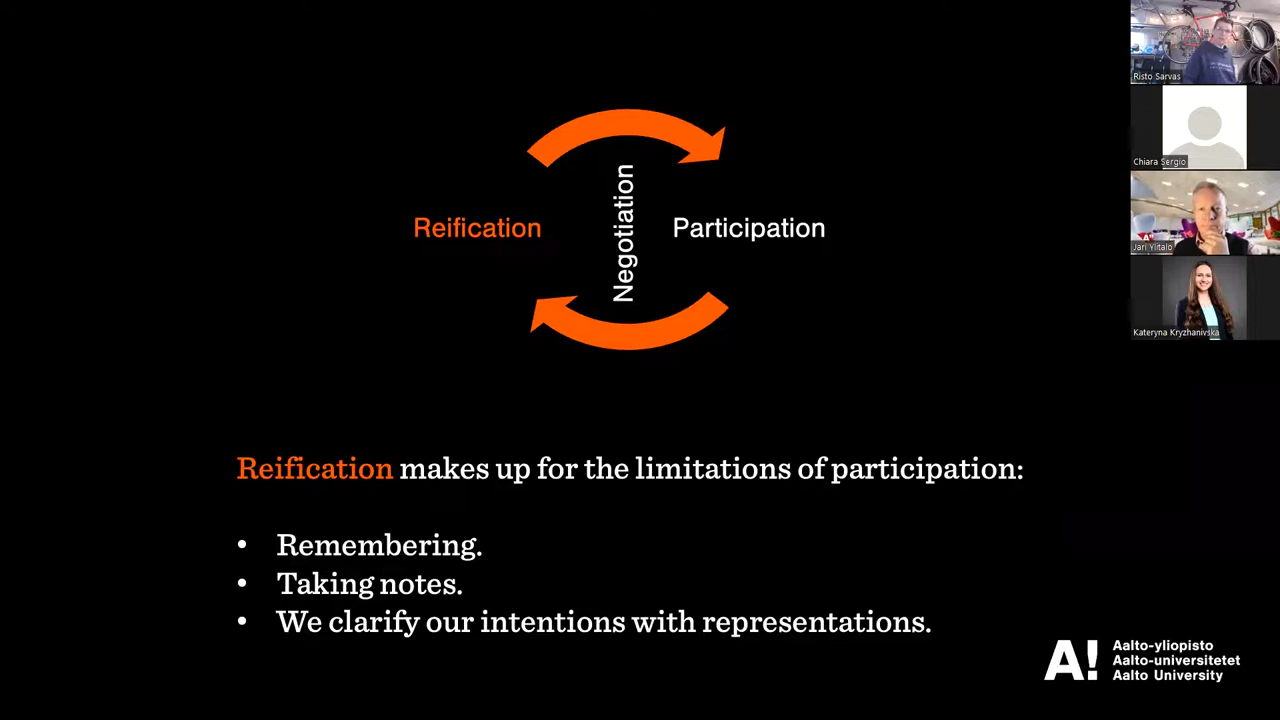 Reification
Negotiation
Participation
Reification makes up for the limitations of participation:
• Remembering.
• Taking notes.
• We clarify our intentions with representations.
A!
Aalto-yliopisto
Aalto-universitetet
Aalto University
Risto Sarvas
Chiara Sergio
Jari Ylitalo
Kateryna Kryzhanivska